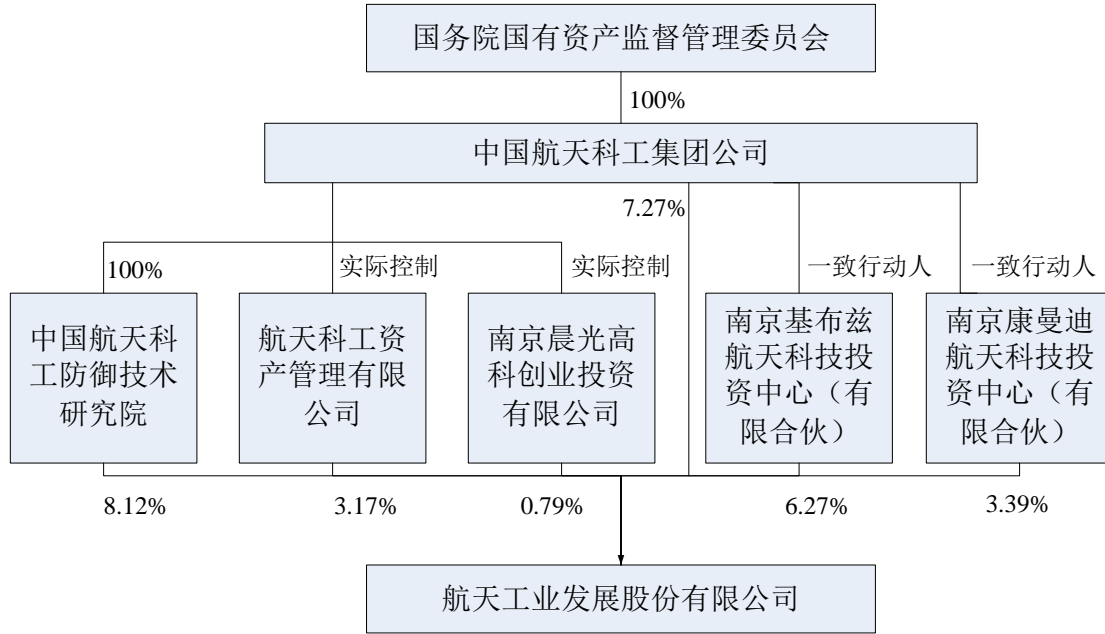 国务院国有资产监督管理委员会
100%
中国航天科工集团公司
7.27%
100%
实际控制
实际控制
一致行动人
一致行动人
中国航天科
工防御技术
研究院
航天科工资
产管理有限
公司
南京晨光高
科创业投资
有限公司
南京基布兹
航天科技投
资中心（有
限合伙）
南京康曼迪
航天科技投
资中心（有
限合伙）
8.12%
3.17%
0.79%
6.27%
3.39%
航天工业发展股份有限公司